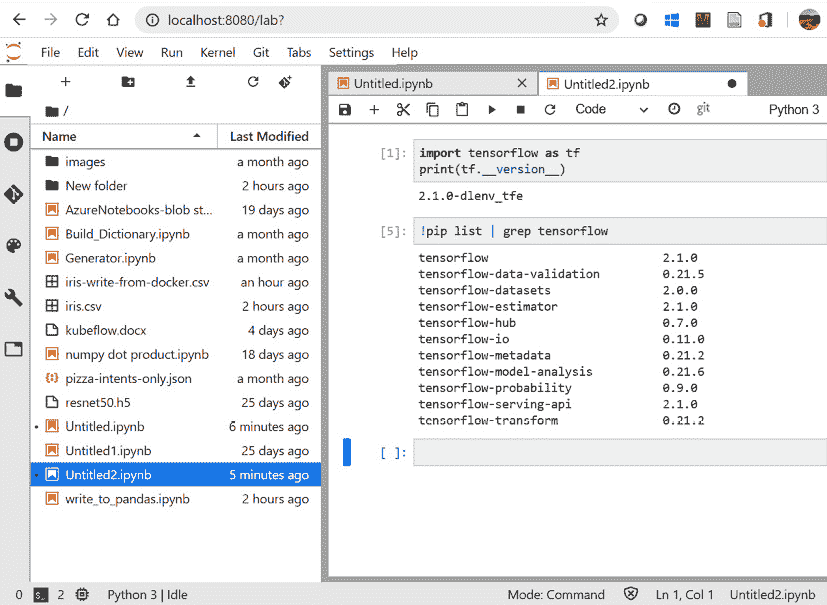 localhost:8080/lab?
File Edit View Run Kernel Git Tabs Settings Help
/
Name Last Modified
images a month ago
New folder 2 hours ago
AzureNotebooks-blob st... 19 days ago
Build_Dictionary.ipynb a month ago
Generator.ipynb a month ago
iris-write-from-docker.csv an hour ago
iris.csv 2 hours ago
kubeflow.docx 4 days ago
numpy dot product.ipynb 18 days ago
pizza-intents-only.json a month ago
resnet50.h5 25 days ago
Untitled.ipynb 6 minutes ago
Untitled1.ipynb 25 days ago
Untitled2.ipynb 5 minutes ago
write_to_pandas.ipynb 2 hours ago
Untitled.ipynb Untitled2.ipynb
Code git Python 3
[1]: import tensorflow as tf
print(tf.__version__)
2.1.0-dlenv_tfe
[5]: !pip list | grep tensorflow
tensorflow 2.1.0
tensorflow-data-validation 0.21.5
tensorflow-datasets 2.0.0
tensorflow-estimator 2.1.0
tensorflow-hub 0.7.0
tensorflow-io 0.11.0
tensorflow-metadata 0.21.2
tensorflow-model-analysis 0.21.6
tensorflow-probability 0.9.0
tensorflow-serving-api 2.1.0
tensorflow-transform 0.21.2
[ ]:
0 2 Python 3 | Idle Mode: Command Ln 1, Col 1 Untitled2.ipynb